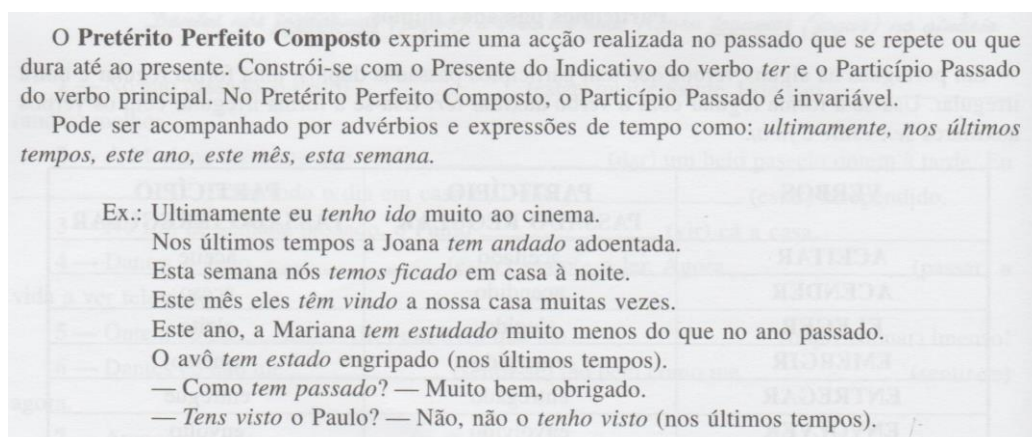 O Pretérito Perfeito Composto exprime uma acção realizada no passado que se repete ou que
dura até ao presente. Constrói-se com o Presente do Indicativo do verbo ter e o Particípio Passado
do verbo principal. No Pretérito Perfeito Composto, o Particípio Passado é invariável.
Pode ser acompanhado por advérbios e expressões de tempo como: ultimamente, nos últimos
tempos, este ano, este mês, esta semana.
Ex.: Ultimamente eu tenho ido muito ao cinema.
Nos últimos tempos a Joana tem andado adoentada.
Esta semana nós temos ficado em casa à noite.
Este mês eles têm vindo a nossa casa muitas vezes.
Este ano, a Mariana tem estudado muito menos do que no ano passado.
O avô tem estado engripado (nos últimos tempos).
— Como tem passado? — Muito bem, obrigado.
— Tens visto o Paulo? — Não, não o tenho visto (nos últimos tempos).